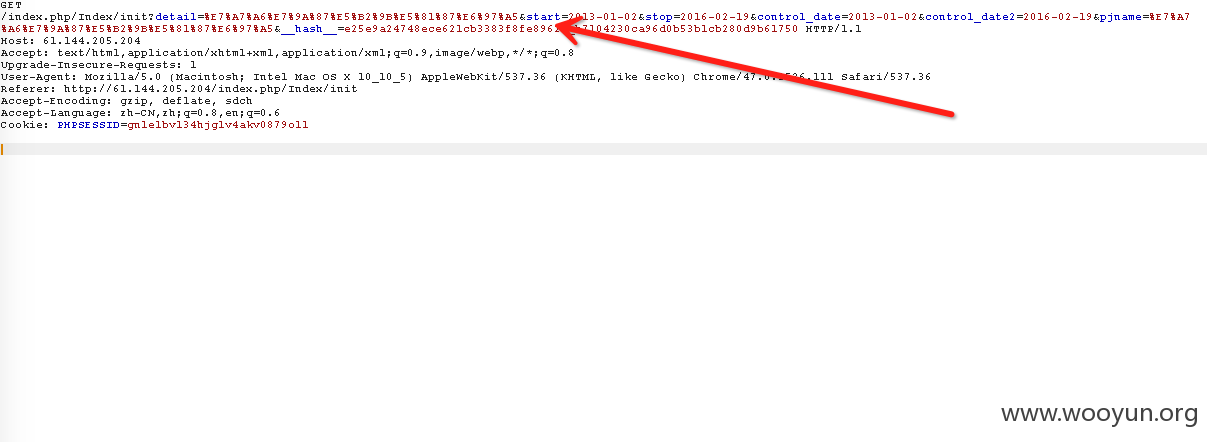 GET
/index.php/Index/init?detail=%E7%A7%A6%E7%9A%87%E5%B2%9B%E5%81%87%E6%97%A5&start=2013-01-02&stop=2016-02-19&control_date=2013-01-02&control_date2=2016-02-19&pjname=%E7%A7
%A6%E7%9A%87%E5%B2%9B%E5%81%87%E6%97%A5&__hash__=e25e9a24748ece621cb3383f8fe8962 17104230ca96d0b53b1cb280d9b61750 HTTP/1.1
Host: 61.144.205.204
Accept: text/html,application/xhtml+xml,application/xml;q=0.9,image/webp,*/*;q=0.8
Upgrade-Insecure-Requests: 1
User-Agent: Mozilla/5.0 (Macintosh; Intel Mac OS X 10_10_5) AppleWebKit/537.36 (KHTML, like Gecko) Chrome/47.0.2526.111 Safari/537.36
Referer: http://61.144.205.204/index.php/Index/init
Accept-Encoding: gzip, deflate, sdch
Accept-Language: zh-CN,zh;q=0.8,en;q=0.6
Cookie: PHPSESSID=gnle1bvl34hjglv4akv0879oll
www.wooyun.org